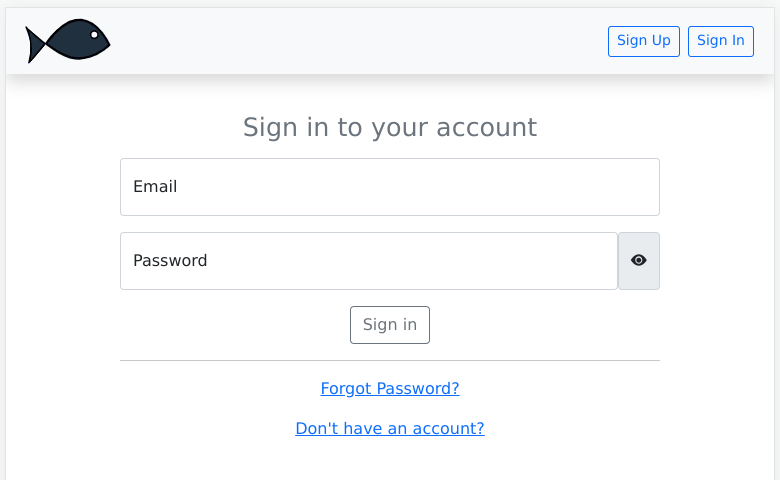 Sign Up Sign In
Sign in to your account
Email
Password
Sign in
Forgot Password?
Don't have an account?